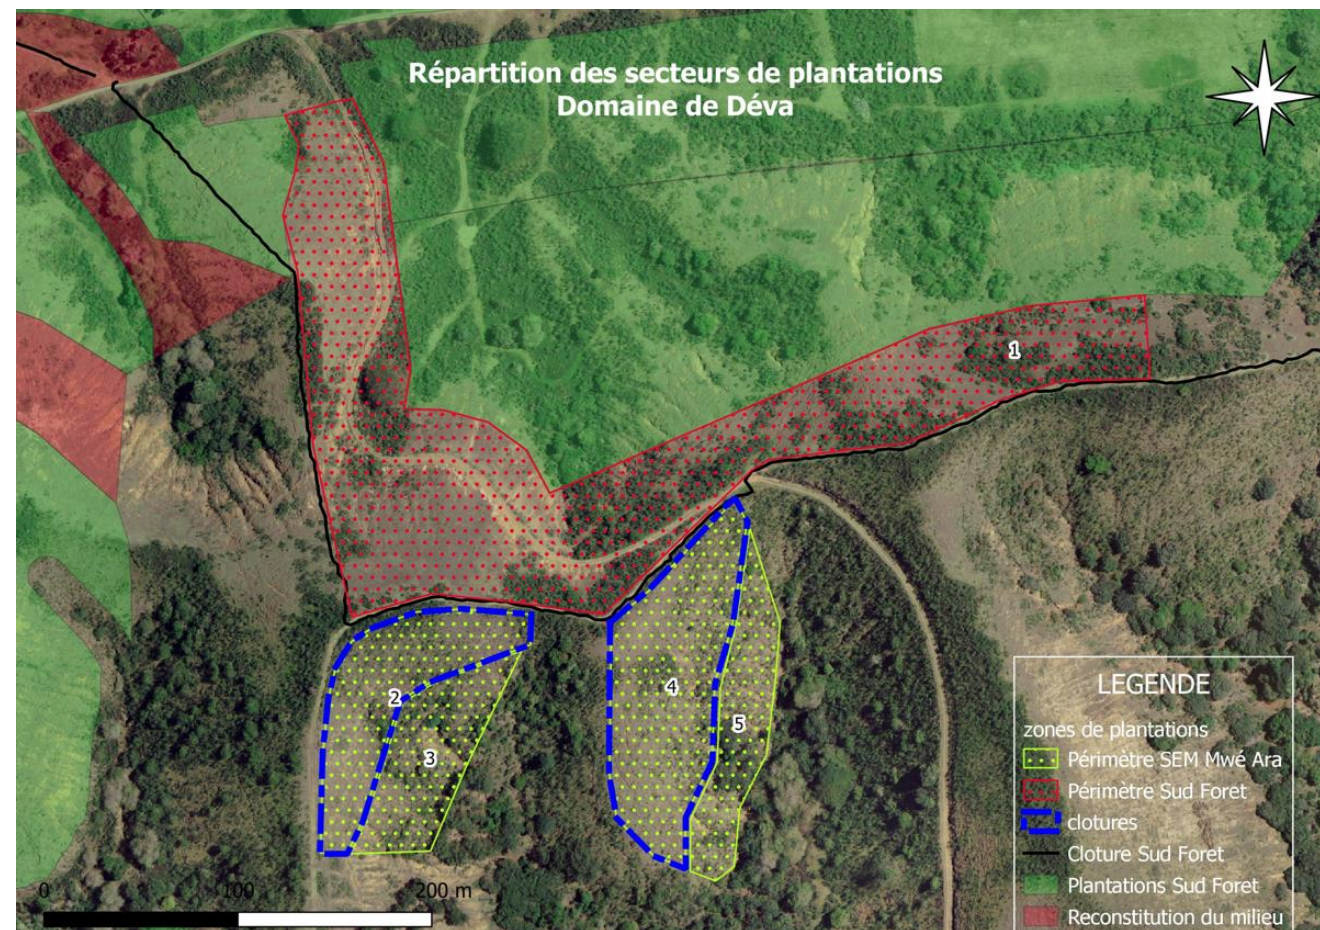 Répartition des secteurs de plantations
Domaine de Déva
1
2
3
4
5
LEGENDE
zones de plantations
Périmètre SEM Mwé Ara
Périmètre Sud Foret
clotures
Cloture Sud Foret
Plantations Sud Foret
Reconstitution du milieu
0 100 200 m